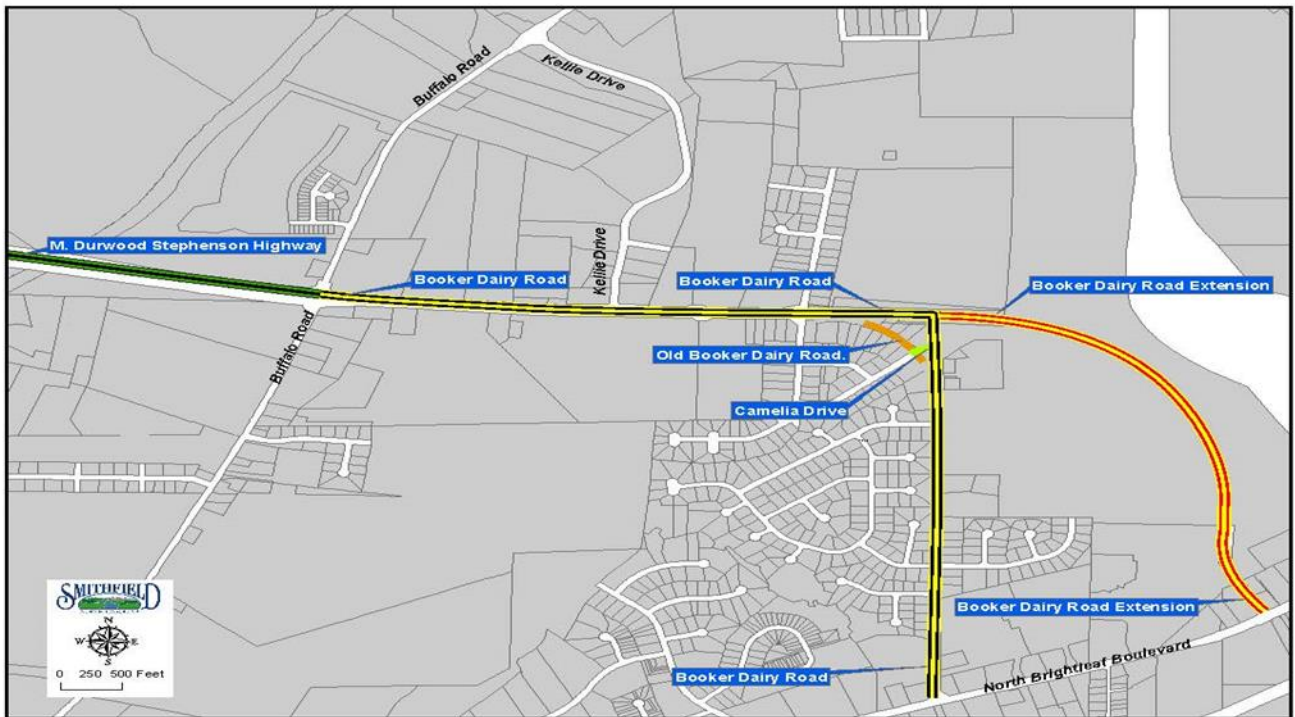 Buffalo Road
Kellie Drive
M. Durwood Stephenson Highway
Booker Dairy Road
Kellie Drive
Booker Dairy Road
Booker Dairy Road Extension
Buffalo Road
Old Booker Dairy Road.
Camelia Drive
SMITHFIELD
N
W E
S
0 250 500 Feet
Booker Dairy Road Extension
Booker Dairy Road
North Brightleaf Boulevard